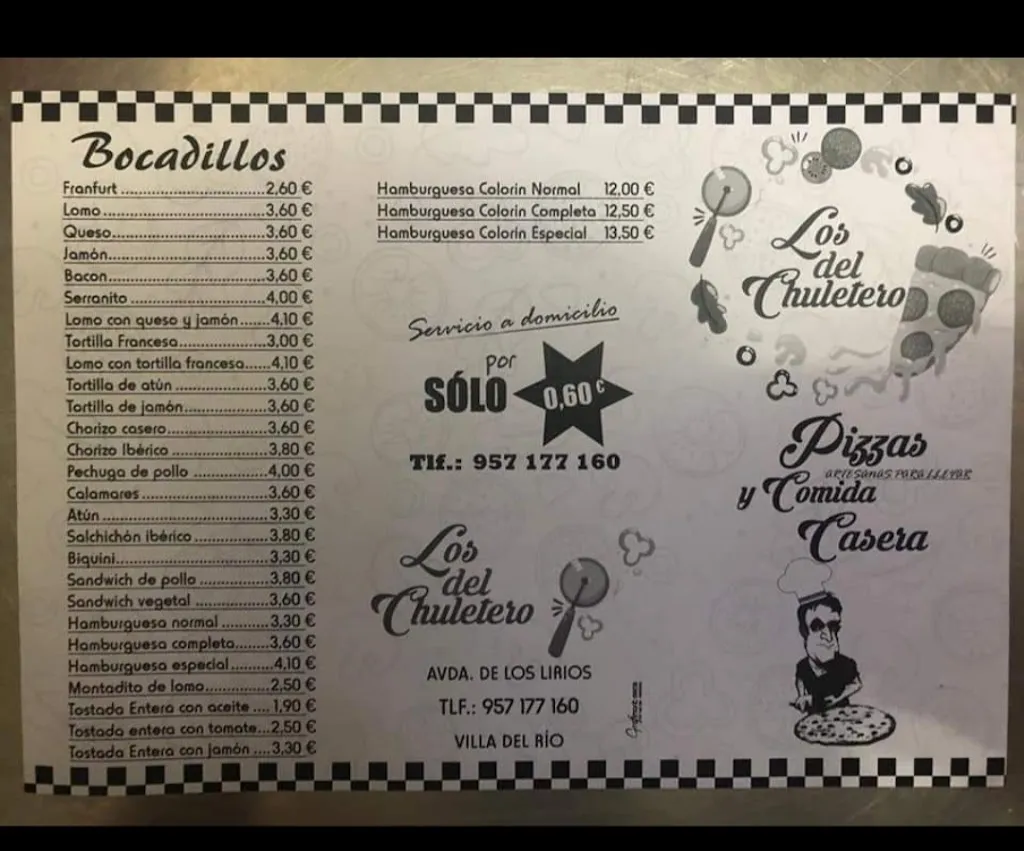 Bocadillos
Franfurt ................................2,60 €
Lomo ....................................3,60 €
Queso...................................3,60 €
Jamón...................................3,60 €
Bacon...................................3,60 €
Serranito ..............................4,00 €
Lomo con queso y jamón.......4,10 €
Tortilla Francesa...................3,00 €
Lomo con tortilla francesa......4,10 €
Tortilla de atún ....................3,60 €
Tortilla de jamón..................3,60 €
Chorizo casero......................3,60 €
Chorizo Ibérico .....................3,80 €
Pechuga de pollo .................4,00 €
Calamares ...........................3,60 €
Atún ....................................3,30 €
Salchichón ibérico ................3,80 €
Biquini.................................3,30 €
Sandwich de pollo ...............3,80 €
Sandwich vegetal ................3,60 €
Hamburguesa normal ...........3,30 €
Hamburguesa completa........3,60 €
Hamburguesa especial.........4,10 €
Montadito de lomo..............2,50 €
Tostada Entera con aceite ....1,90 €
Tostada entera con tomate...2,50 €
Tostada Entera con jamón ....3,30 €
Hamburguesa Colorín Normal 12,00 €
Hamburguesa Colorín Completa 12,50 €
Hamburguesa Colorín Especial 13,50 €
Servicio a domicilio
por
SÓLO 0,60 €
Tlf.: 957 177 160
Los
del
Chuletero
AVDA. DE LOS LIRIOS
TLF.: 957 177 160
VILLA DEL RÍO
Los
del
Chuletero
Pizzas
ARTESANAS PARA LLEVAR
y Comida
Casera